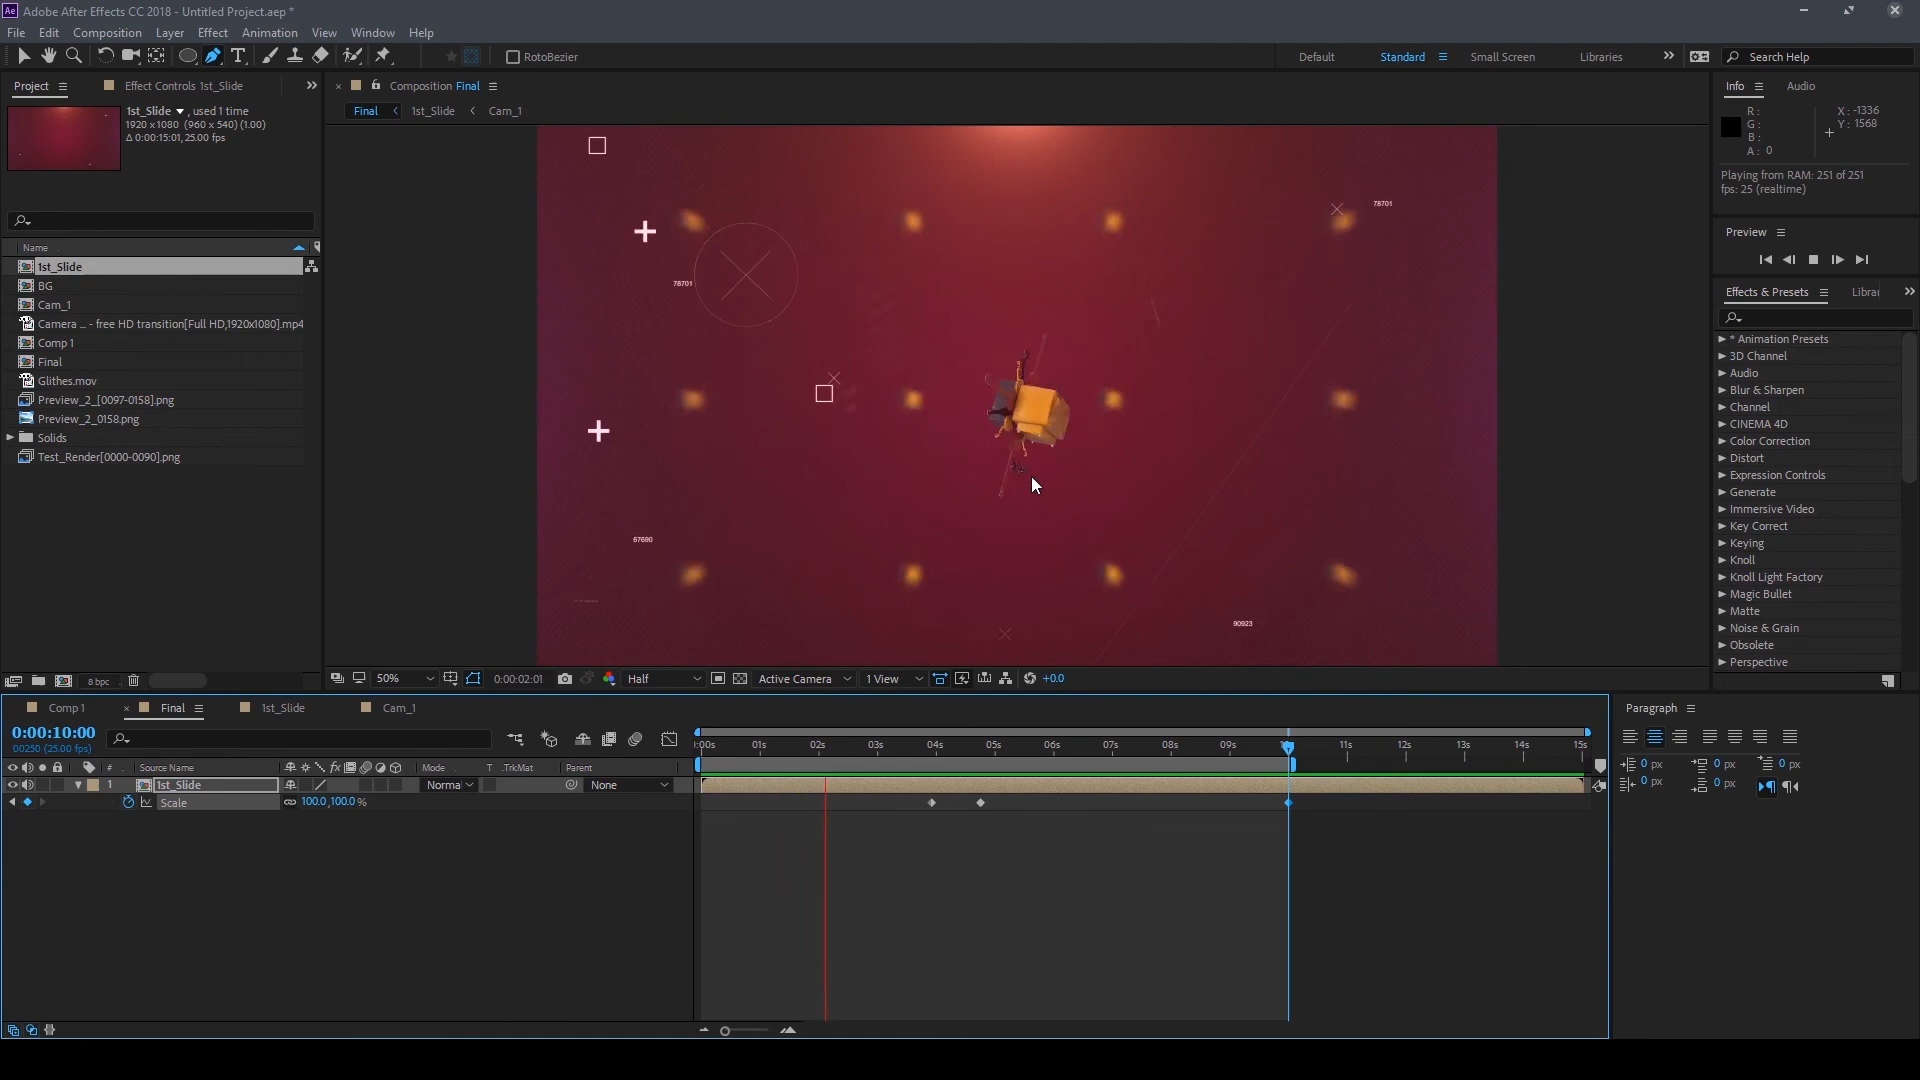 Ae Adobe After Effects CC 2018 - Untitled Project.aep *
File Edit Composition Layer Effect Animation View Window Help
RotoBezier
Default Standard Small Screen Libraries Search Help
Project Effect Controls 1st_Slide
1st_Slide , used 1 time
1920 x 1080 (960 x 540) (1.00)
Δ 0:00:15:01, 25.00 fps
Name
1st_Slide
BG
Cam_1
Camera ... - free HD transition[Full HD,1920x1080].mp4
Comp 1
Final
Glithes.mov
Preview_2_[0097-0158].png
Preview_2_0158.png
Solids
Test_Render[0000-0090].png
8 bpc
Composition Final
Final 1st_Slide Cam_1
78701
78701
67690
90923
50% 0:00:02:01 Half Active Camera 1 View +0.0
Info Audio
R :
G :
B :
A : 0
X : -1336
Y : 1568
Playing from RAM: 251 of 251
fps: 25 (realtime)
Preview
Effects & Presets Librar
* Animation Presets
3D Channel
Audio
Blur & Sharpen
Channel
CINEMA 4D
Color Correction
Distort
Expression Controls
Generate
Immersive Video
Key Correct
Keying
Knoll
Knoll Light Factory
Magic Bullet
Matte
Noise & Grain
Obsolete
Perspective
Comp 1 Final 1st_Slide Cam_1
0:00:10:00
00250 (25.00 fps)
# Source Name fx Mode T .TrkMat Parent
1 1st_Slide Norma None
Scale 100.0,100.0 %
):00s 01s 02s 03s 04s 05s 06s 07s 08s 09s 11s 12s 13s 14s 15s
Paragraph
0 px 0 px 0 px
0 px 0 px